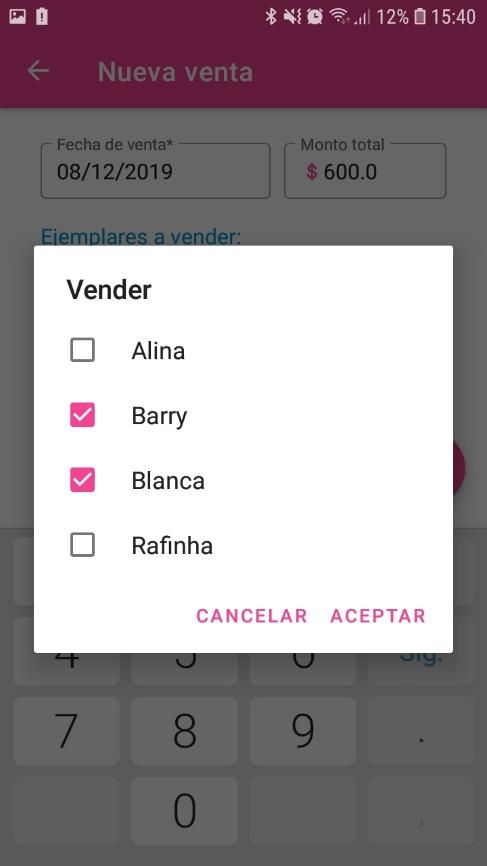 12% 15:40
Nueva venta
Fecha de venta* Monto total
08/12/2019 $ 600.0
Ejemplares a vender:
Vender
Alina
Barry
Blanca
Rafinha
CANCELAR ACEPTAR
4 5 6 Sig.
7 8 9 .
0 ,